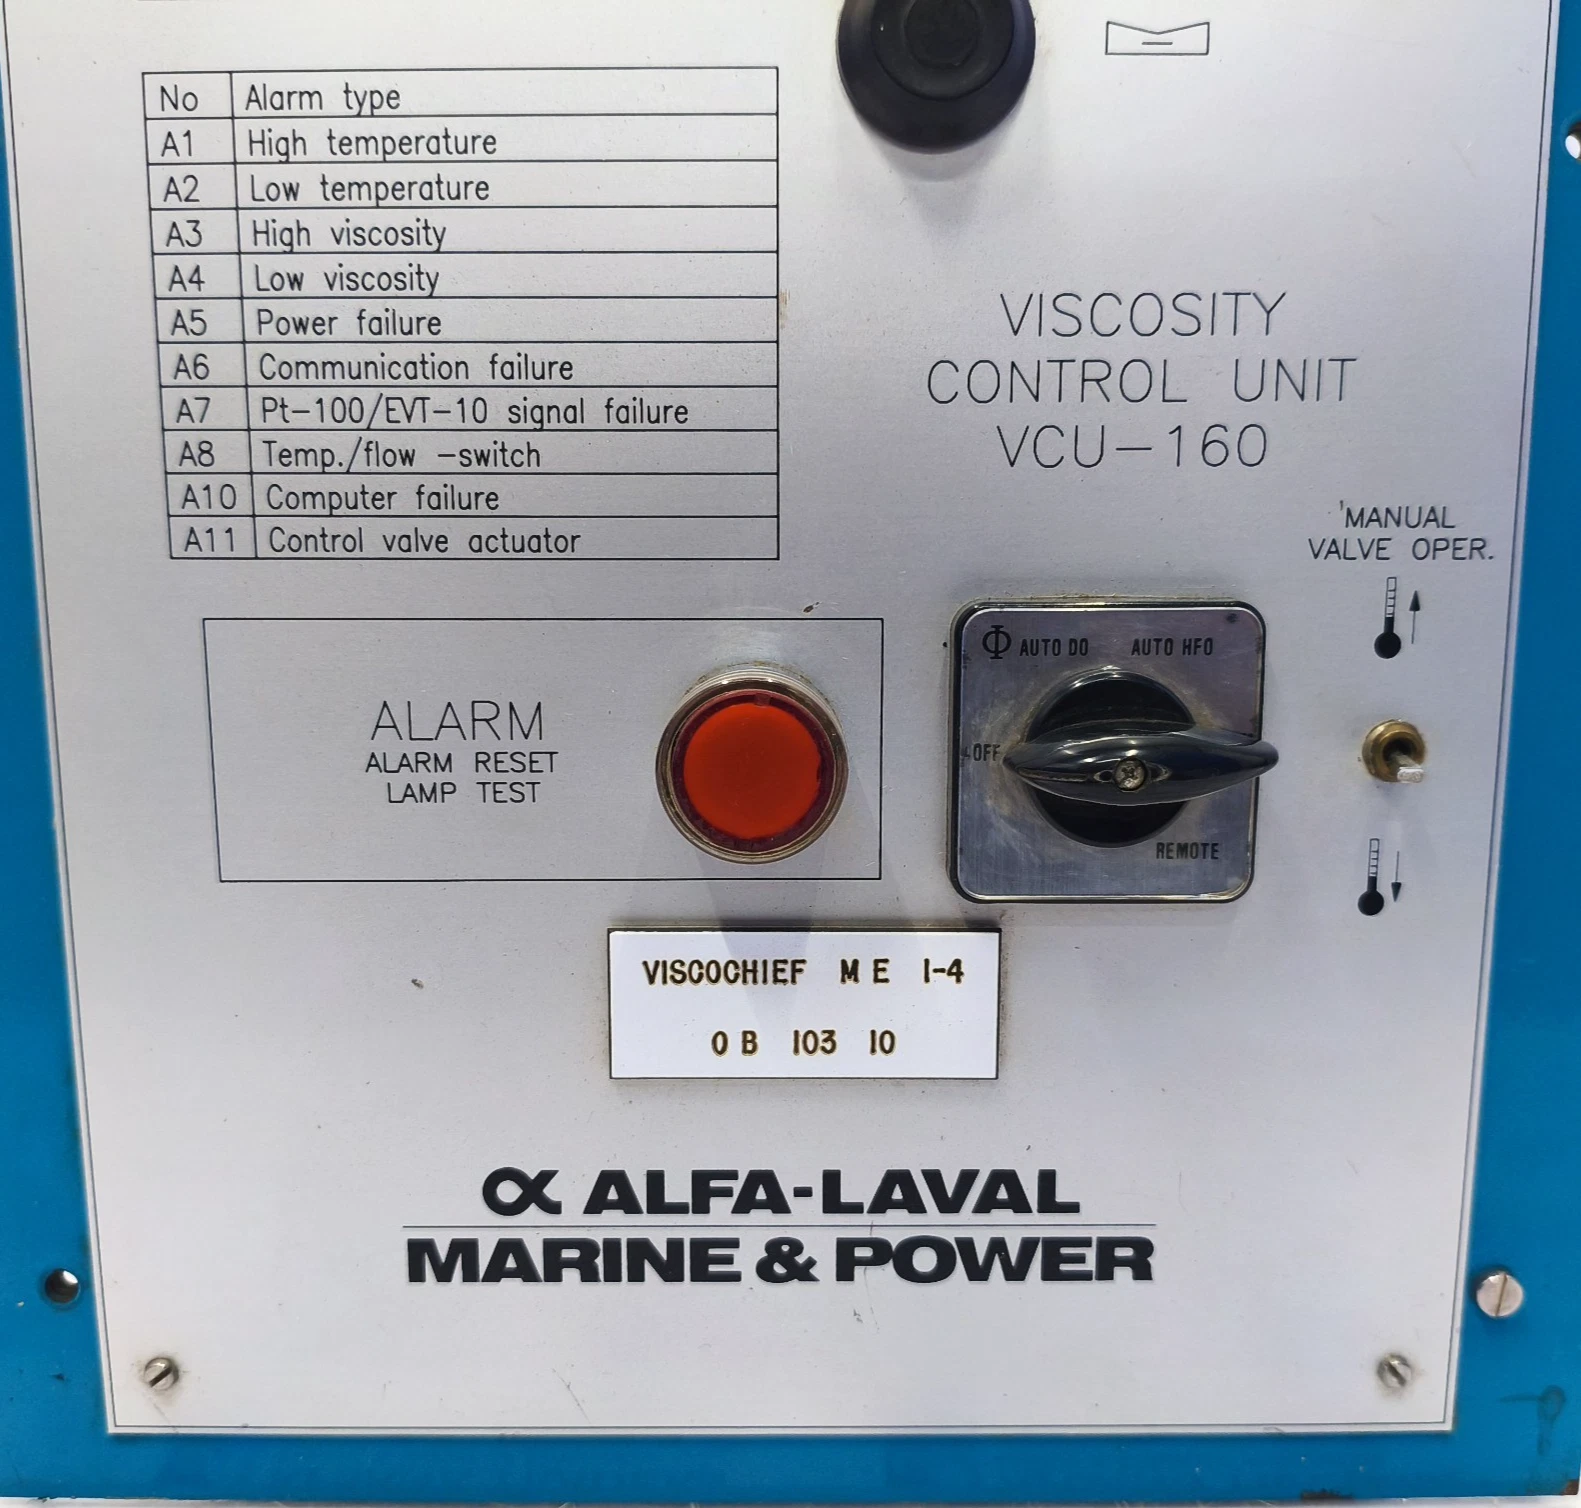 No Alarm type
A1 High temperature
A2 Low temperature
A3 High viscosity
A4 Low viscosity
A5 Power failure
A6 Communication failure
A7 Pt-100/EVT-10 signal failure
A8 Temp./flow -switch
A10 Computer failure
A11 Control valve actuator
VISCOSITY
CONTROL UNIT
VCU-160
MANUAL
VALVE OPER.
ALARM
ALARM RESET
LAMP TEST
AUTO DO AUTO HFO
OFF
REMOTE
VISCOCHIEF M E 1-4
O B 103 10
α ALFA-LAVAL
MARINE & POWER